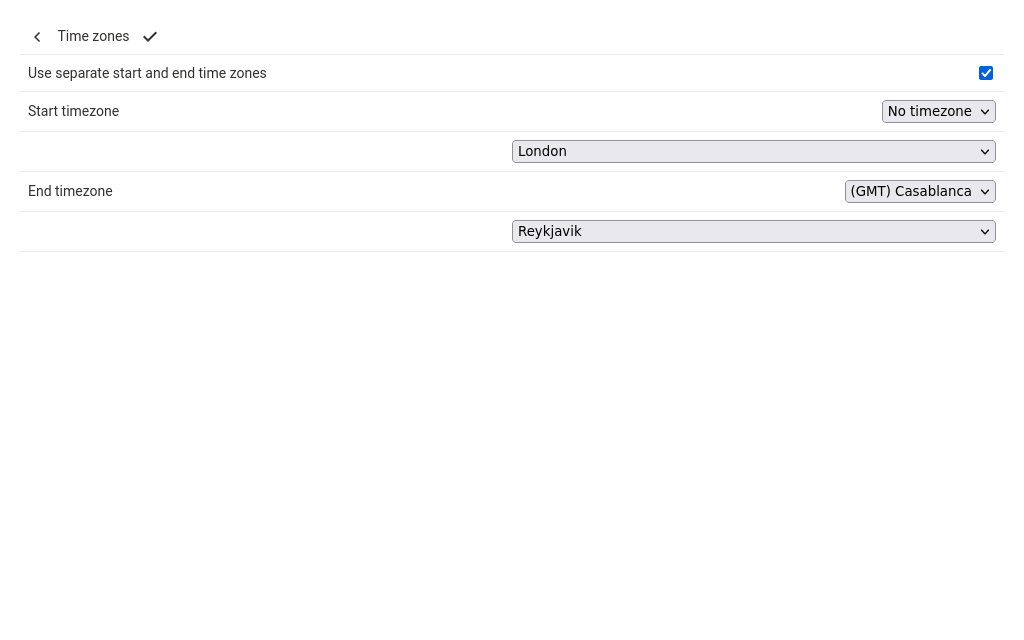 Time zones
Use separate start and end time zones
Start timezone
No timezone
London
End timezone
(GMT) Casablanca
Reykjavik